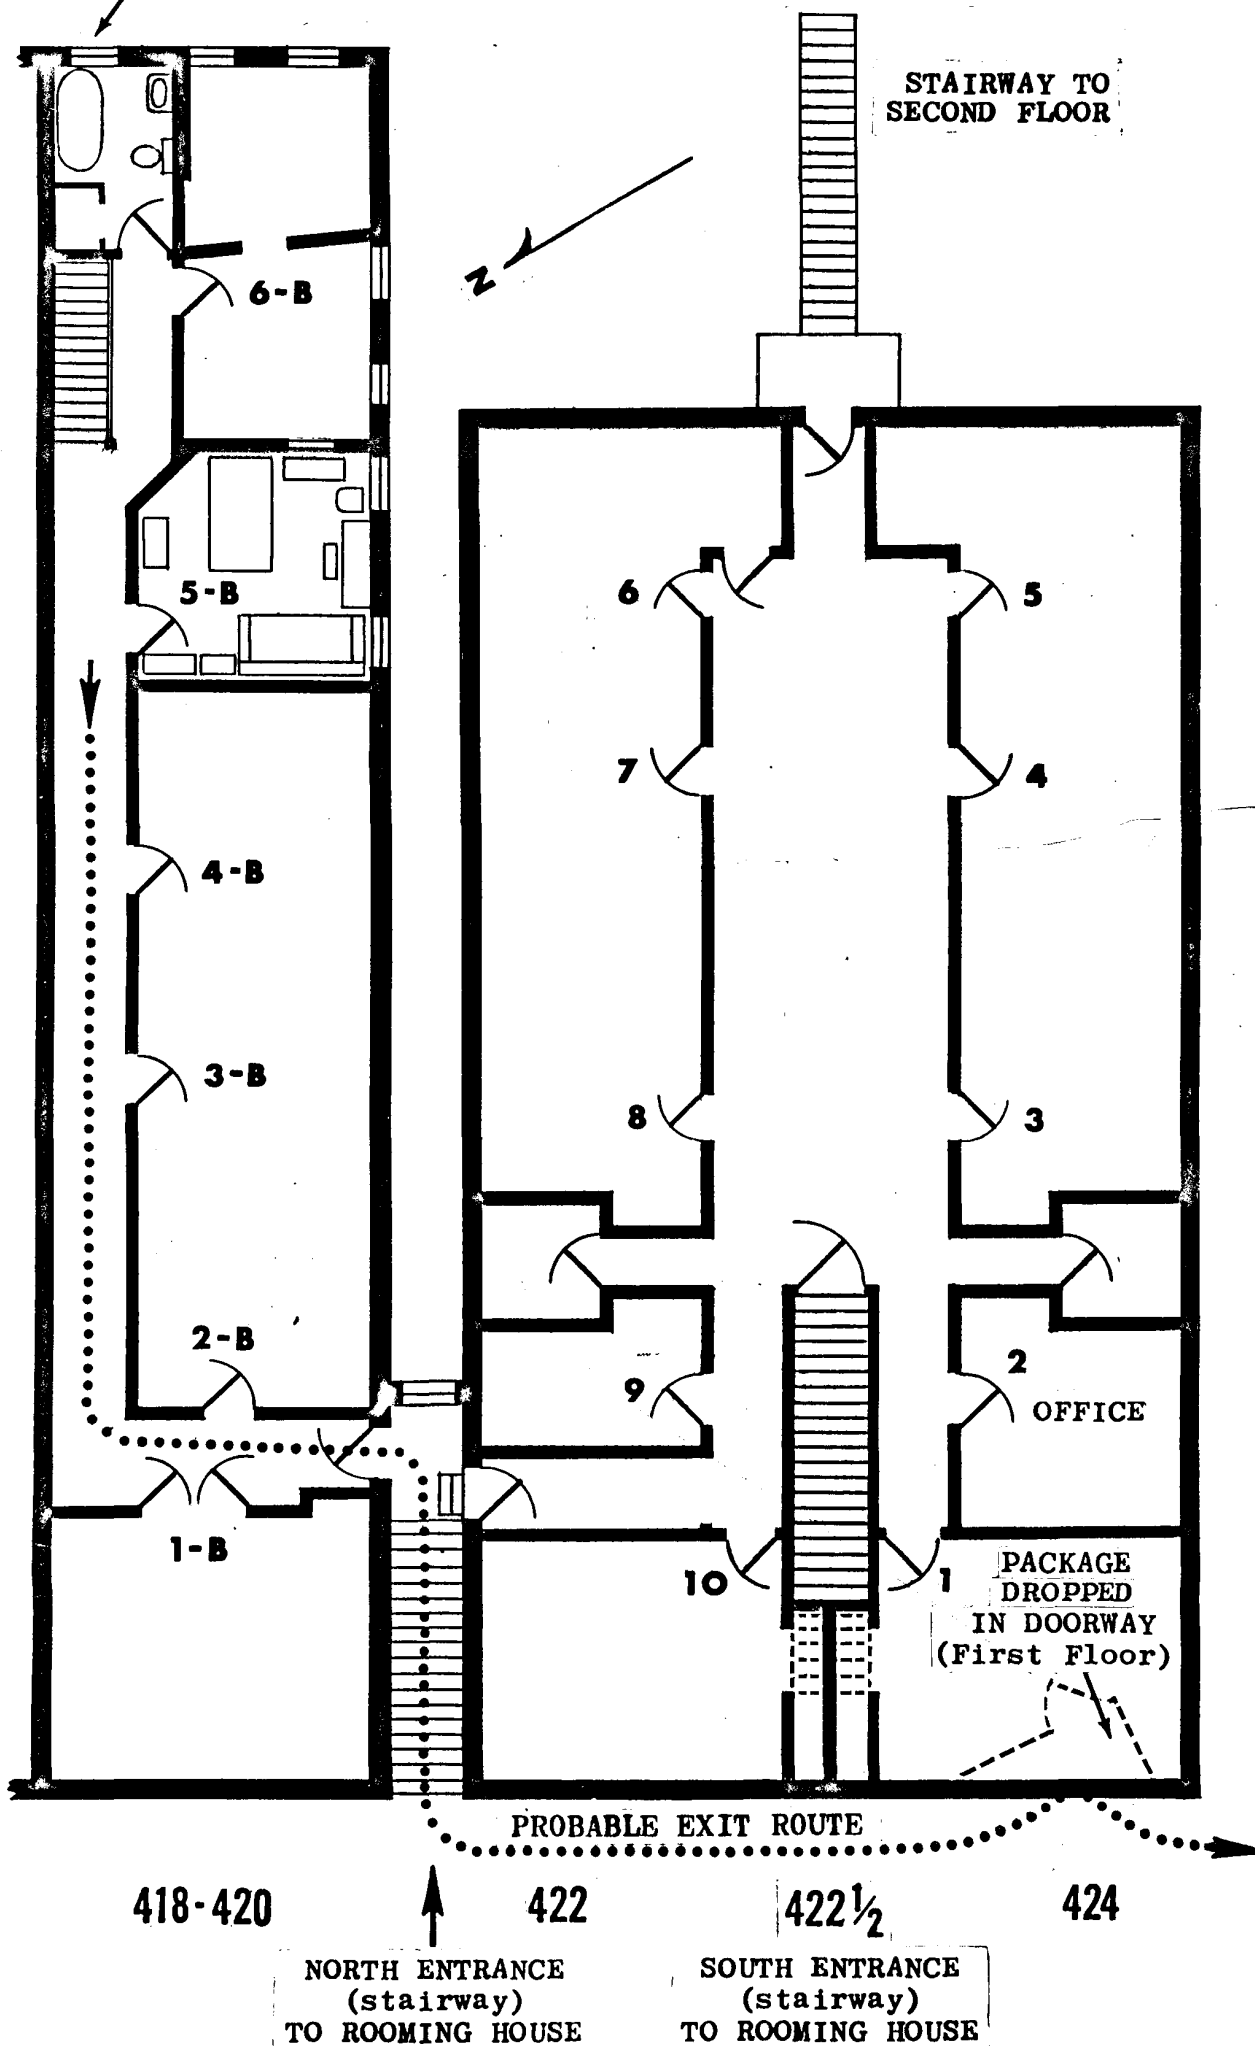 STAIRWAY TO
SECOND FLOOR
N
6-B
5-B
6
5
7
4
4-B
3-B
8
3
2-B
9
2
OFFICE
1-B
10
1
PACKAGE
DROPPED
IN DOORWAY
(First Floor)
PROBABLE EXIT ROUTE
418-420
422
422½
424
NORTH ENTRANCE
(stairway)
TO ROOMING HOUSE
SOUTH ENTRANCE
(stairway)
TO ROOMING HOUSE